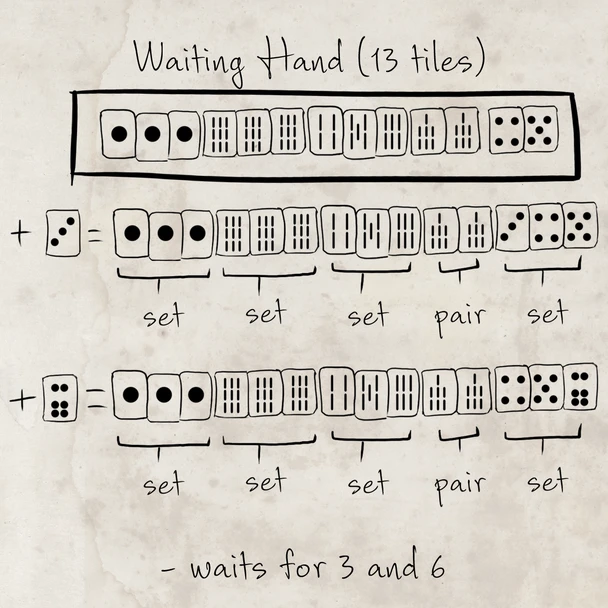 Waiting Hand (13 tiles)
+ =
set set set pair set
+ =
set set set pair set
- waits for 3 and 6